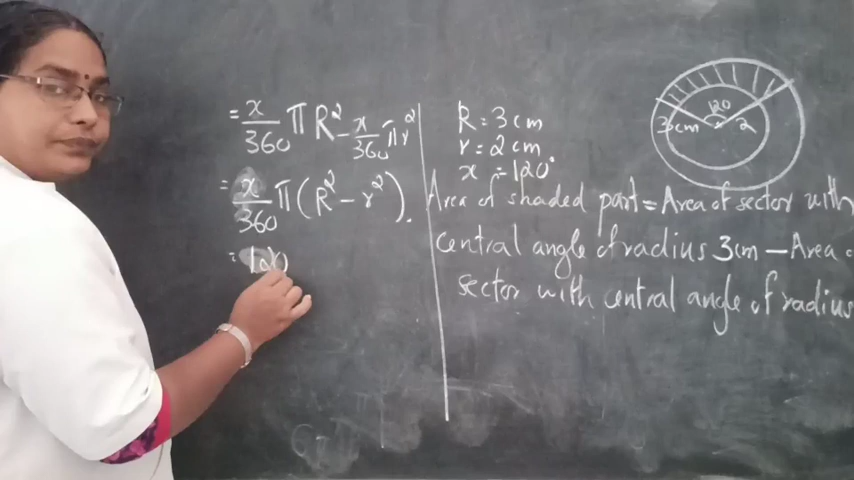 = x/360 π R² - x/360 π r²
= x/360 π (R² - r²).
= 120
R = 3 cm
r = 2 cm
x = 120°
Area of shaded part = Area of sector with
central angle of radius 3cm – Area
sector with central angle of radius
120
3cm
2